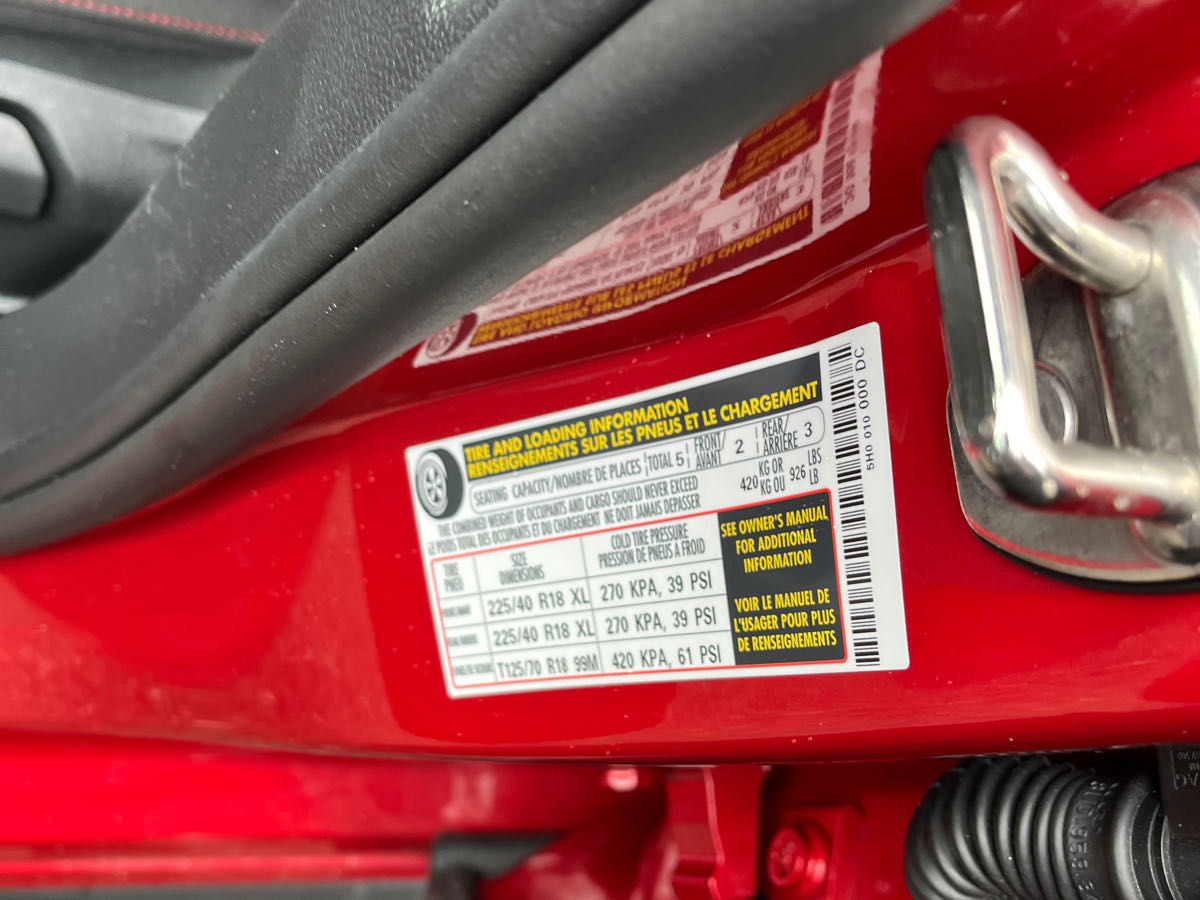 TIRE AND LOADING INFORMATION
RENSEIGNEMENTS SUR LES PNEUS ET LE CHARGEMENT
SEATING CAPACITY/NOMBRE DE PLACES TOTAL 5 FRONT/AVANT 2 REAR/ARRIÈRE 3
THE COMBINED WEIGHT OF OCCUPANTS AND CARGO SHOULD NEVER EXCEED 420 KG OR 926 LBS
LE POIDS TOTAL DES OCCUPANTS ET DU CHARGEMENT NE DOIT JAMAIS DEPASSER KG OU LB
TIRE SIZE COLD TIRE PRESSURE
PNEU DIMENSIONS PRESSION DE PNEUS A FROID
225/40 R18 XL 270 KPA, 39 PSI
225/40 R18 XL 270 KPA, 39 PSI
T125/70 R18 99M 420 KPA, 61 PSI
SEE OWNER'S MANUAL
FOR ADDITIONAL
INFORMATION
VOIR LE MANUEL DE
L'USAGER POUR PLUS
DE RENSEIGNEMENTS
5H0 010 000 DC